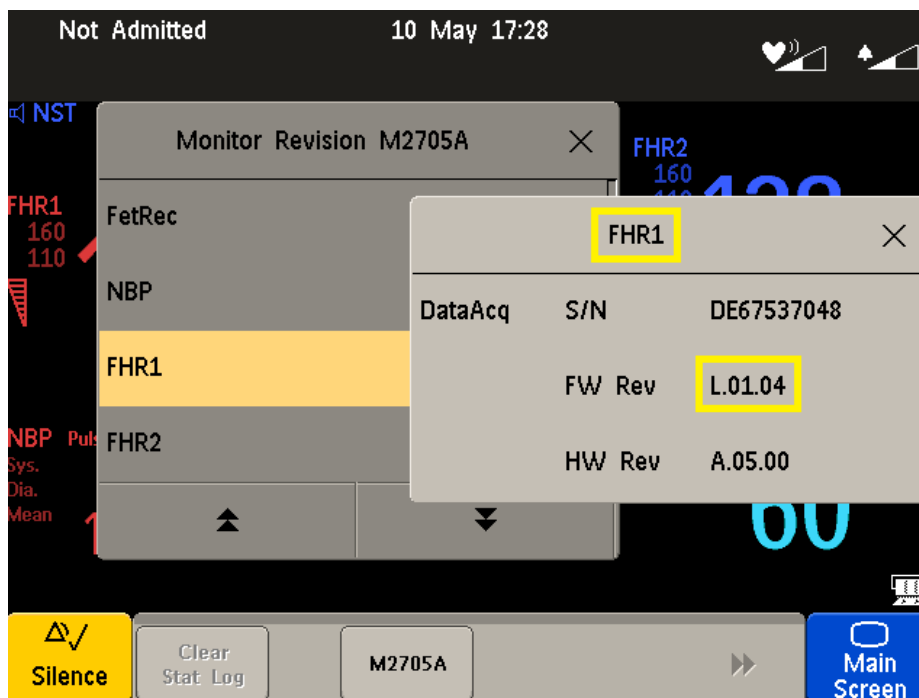 Not Admitted 10 May 17:28
NST
Monitor Revision M2705A
FHR2
160
FHR1
160
110
FetRec
FHR1
NBP
DataAcq S/N DE67537048
FHR1
FW Rev L.01.04
NBP
FHR2
HW Rev A.05.00
Sys.
Dia.
Mean
60
Silence
Clear
Stat Log
M2705A
Main
Screen